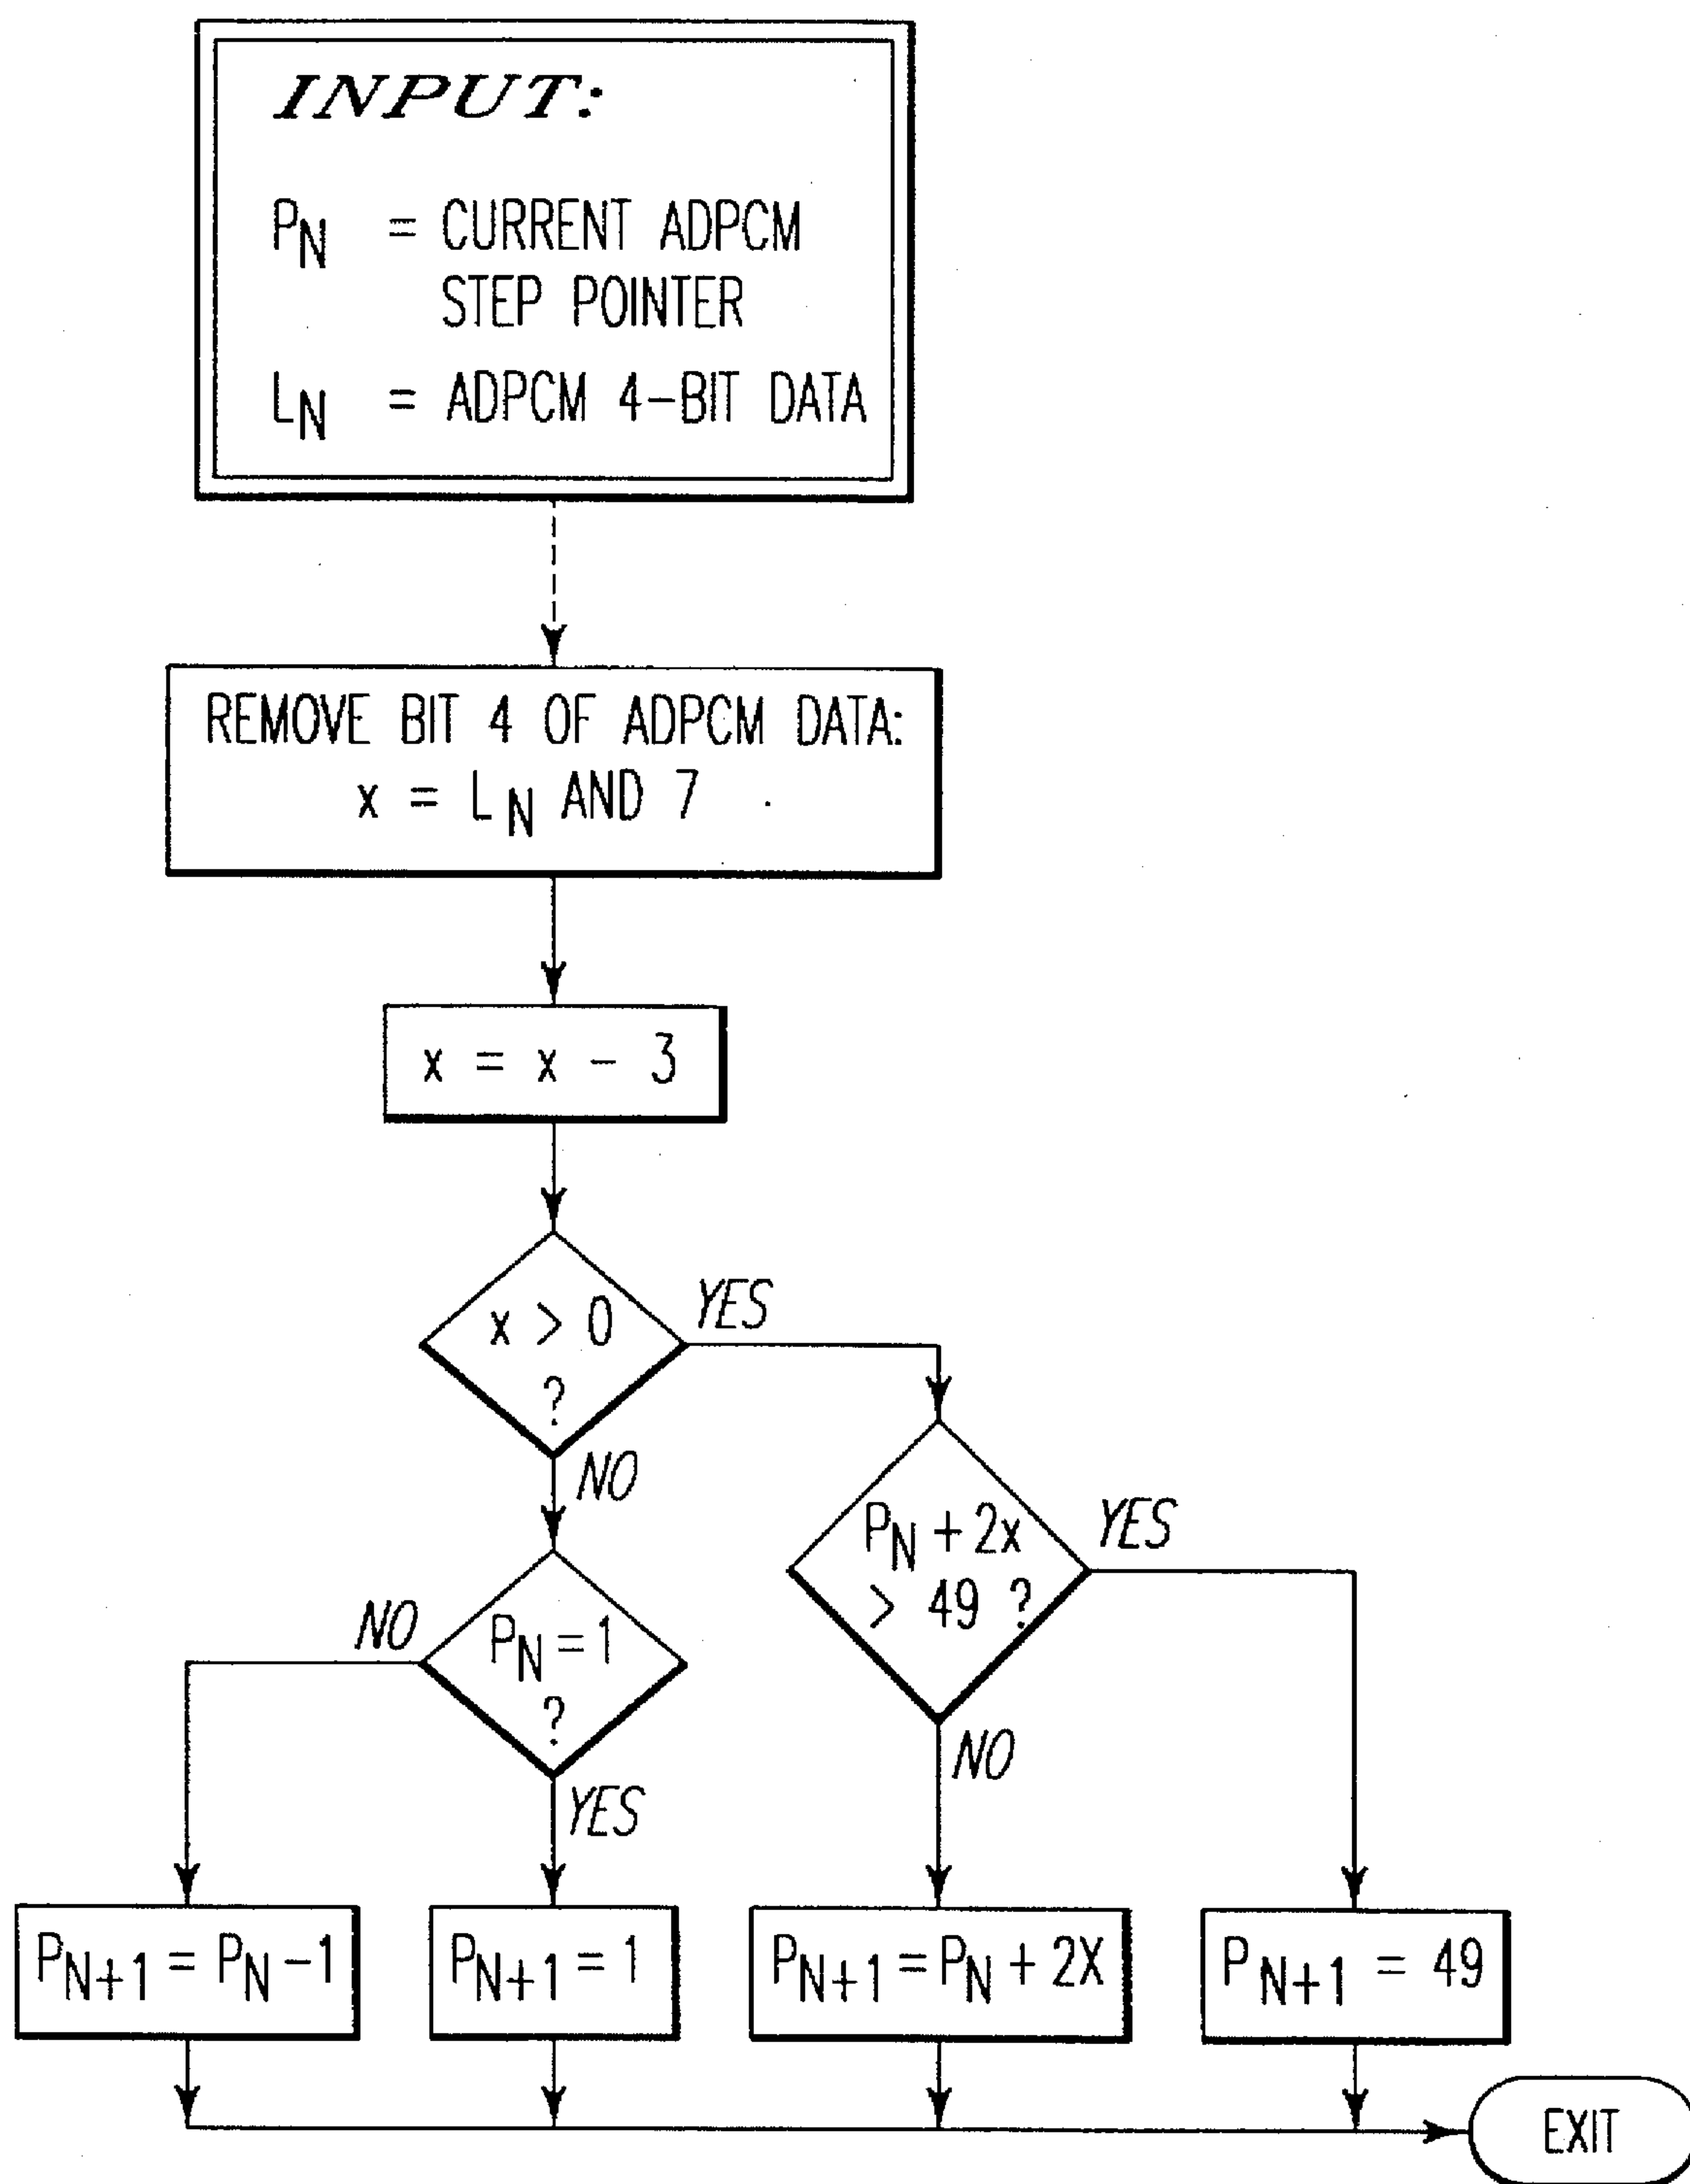 INPUT:
PN = CURRENT ADPCM
STEP POINTER
LN = ADPCM 4-BIT DATA
REMOVE BIT 4 OF ADPCM DATA:
x = LN AND 7
x = x - 3
x > 0
?
YES
NO
PN + 2x
> 49 ?
YES
NO
PN = 1
?
NO
YES
PN+1 = PN-1
PN+1 = 1
PN+1 = PN + 2X
PN+1 = 49
EXIT